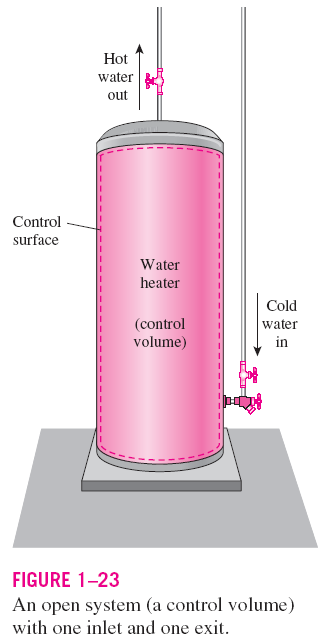 Hot
water
out
Control
surface
Water
heater
(control
volume)
Cold
water
in
FIGURE 1–23
An open system (a control volume)
with one inlet and one exit.